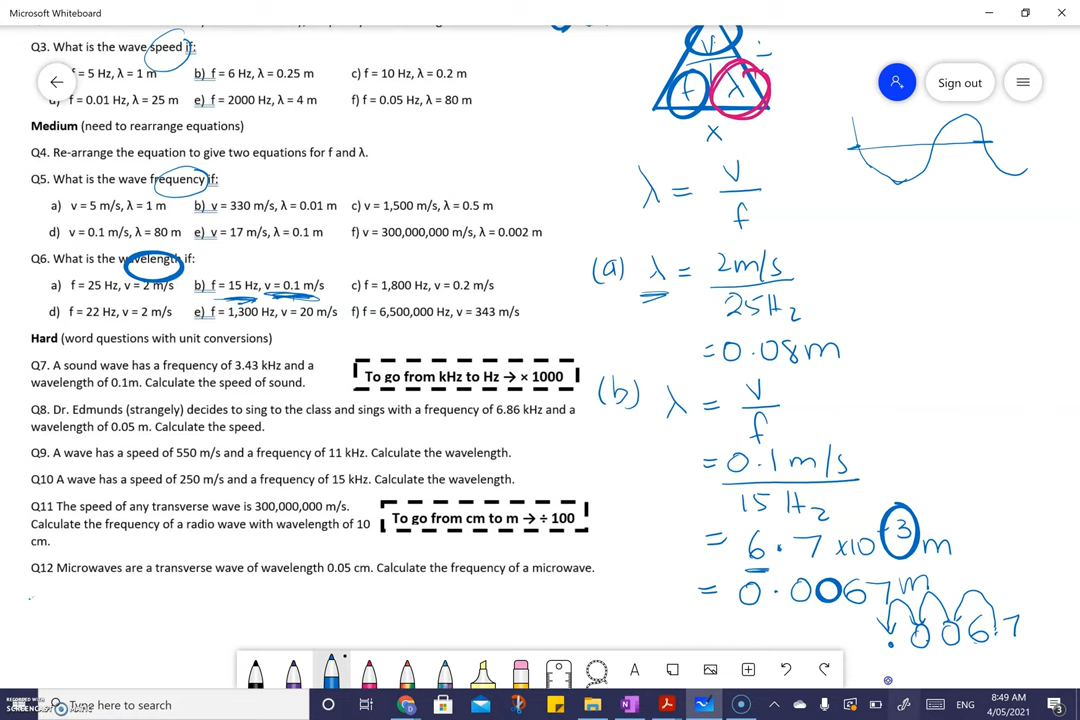 Microsoft Whiteboard
Q3. What is the wave speed if:
f = 5 Hz, λ = 1 m b) f = 6 Hz, λ = 0.25 m c) f = 10 Hz, λ = 0.2 m
f = 0.01 Hz, λ = 25 m e) f = 2000 Hz, λ = 4 m f) f = 0.05 Hz, λ = 80 m
Medium (need to rearrange equations)
Q4. Re-arrange the equation to give two equations for f and λ.
Q5. What is the wave frequency if:
a) v = 5 m/s, λ = 1 m b) v = 330 m/s, λ = 0.01 m c) v = 1,500 m/s, λ = 0.5 m
d) v = 0.1 m/s, λ = 80 m e) v = 17 m/s, λ = 0.1 m f) v = 300,000,000 m/s, λ = 0.002 m
Q6. What is the wavelength if:
a) f = 25 Hz, v = 2 m/s b) f = 15 Hz, v = 0.1 m/s c) f = 1,800 Hz, v = 0.2 m/s
d) f = 22 Hz, v = 2 m/s e) f = 1,300 Hz, v = 20 m/s f) f = 6,500,000 Hz, v = 343 m/s
Hard (word questions with unit conversions)
Q7. A sound wave has a frequency of 3.43 kHz and a
wavelength of 0.1m. Calculate the speed of sound.
To go from kHz to Hz → × 1000
Q8. Dr. Edmunds (strangely) decides to sing to the class and sings with a frequency of 6.86 kHz and a
wavelength of 0.05 m. Calculate the speed.
Q9. A wave has a speed of 550 m/s and a frequency of 11 kHz. Calculate the wavelength.
Q10 A wave has a speed of 250 m/s and a frequency of 15 kHz. Calculate the wavelength.
Q11 The speed of any transverse wave is 300,000,000 m/s.
Calculate the frequency of a radio wave with wavelength of 10
cm.
To go from cm to m → ÷ 100
Q12 Microwaves are a transverse wave of wavelength 0.05 cm. Calculate the frequency of a microwave.
v ÷
f λ
x
λ = v
f
(a) λ = 2m/s
25Hz
= 0.08m
(b) λ = v
f
= 0.1m/s
15 Hz
= 6.7 x10 -3 m
= 0.0067m
.006.7
Sign out
A
Type here to search
RECORDED WITH
SCREENCAST
ENG
8:49 AM
4/05/2021
3